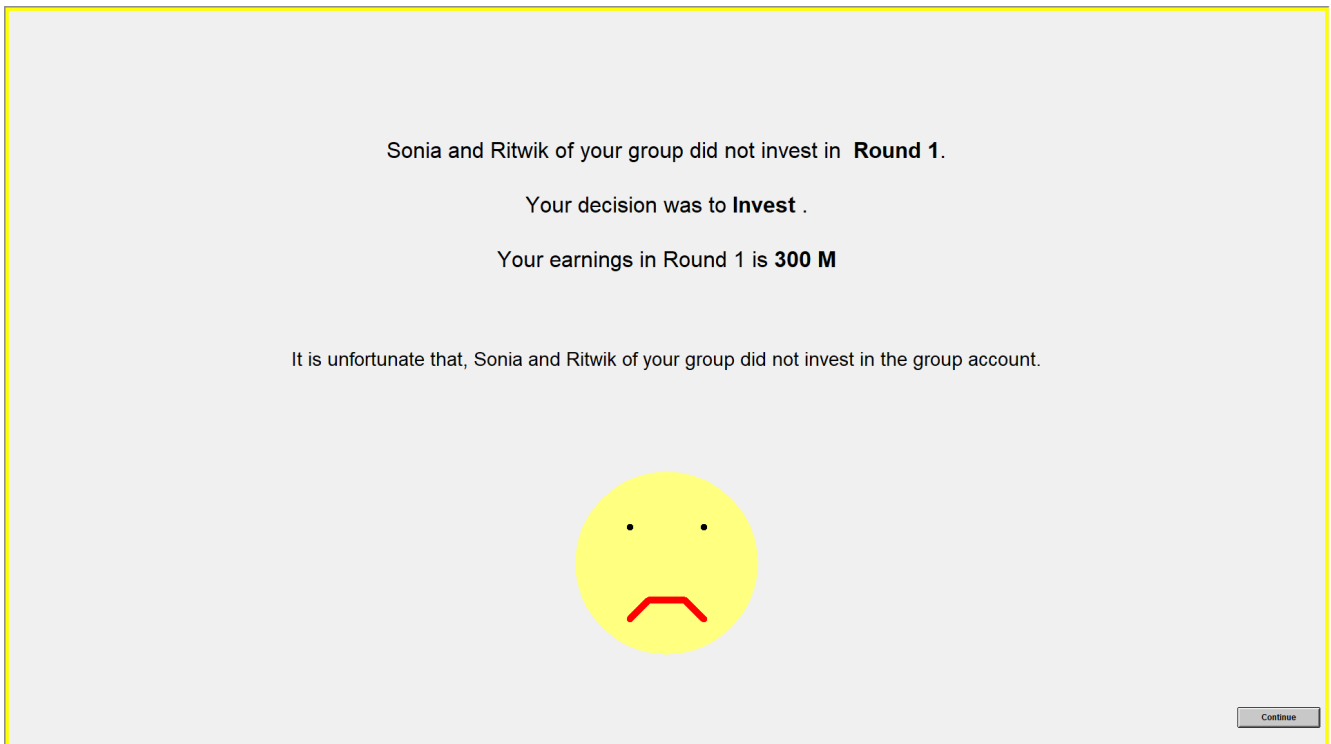 Sonia and Ritwik of your group did not invest in Round 1.
Your decision was to Invest .
Your earnings in Round 1 is 300 M
It is unfortunate that, Sonia and Ritwik of your group did not invest in the group account.
Continue